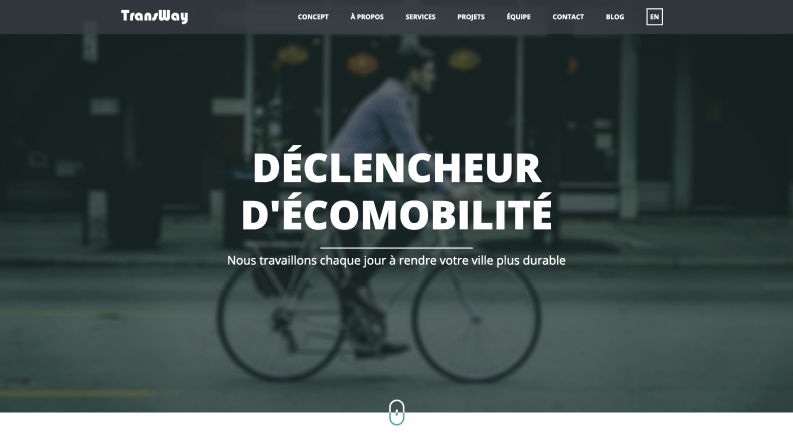 TransWay
CONCEPT À PROPOS SERVICES PROJETS ÉQUIPE CONTACT BLOG EN
DÉCLENCHEUR
D'ÉCOMOBILITÉ
Nous travaillons chaque jour à rendre votre ville plus durable